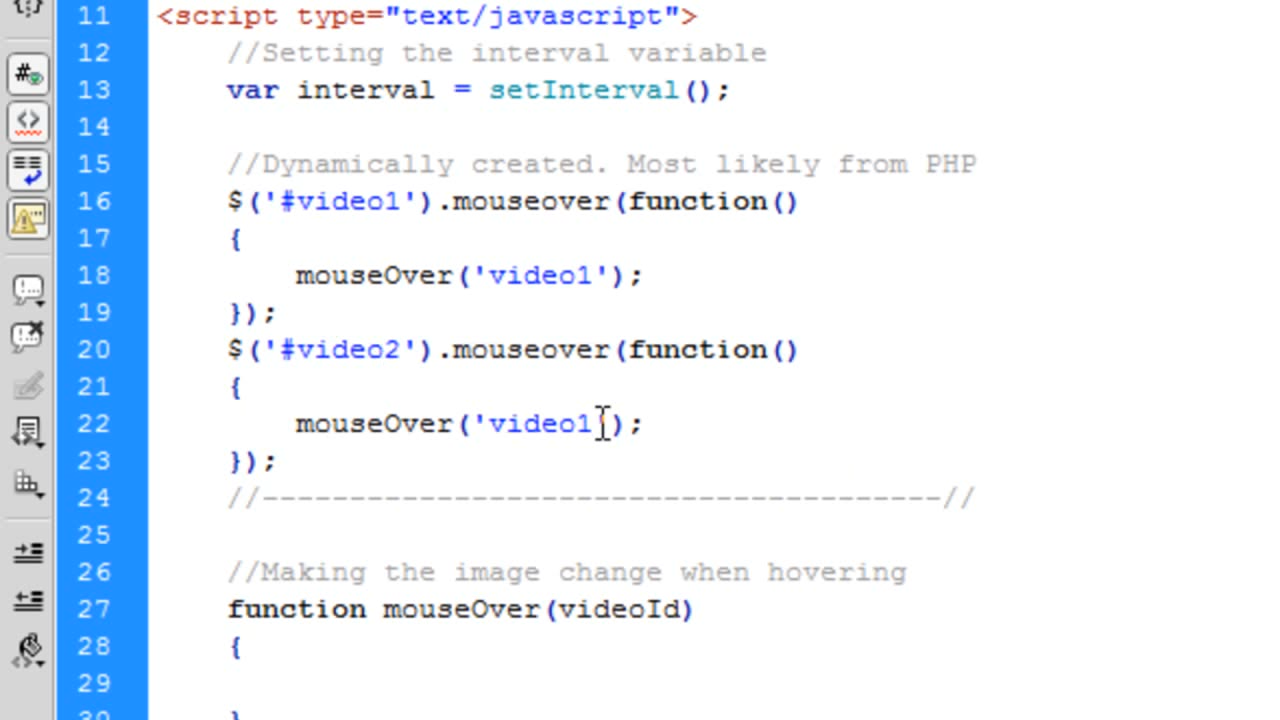 11 <script type="text/javascript">
12 //Setting the interval variable
13 var interval = setInterval();
14
15 //Dynamically created. Most likely from PHP
16 $('#video1').mouseover(function()
17 {
18 mouseOver('video1');
19 });
20 $('#video2').mouseover(function()
21 {
22 mouseOver('video1');
23 });
24 //---------------------------------------//
25
26 //Making the image change when hovering
27 function mouseOver(videoId)
28 {
29
30 }